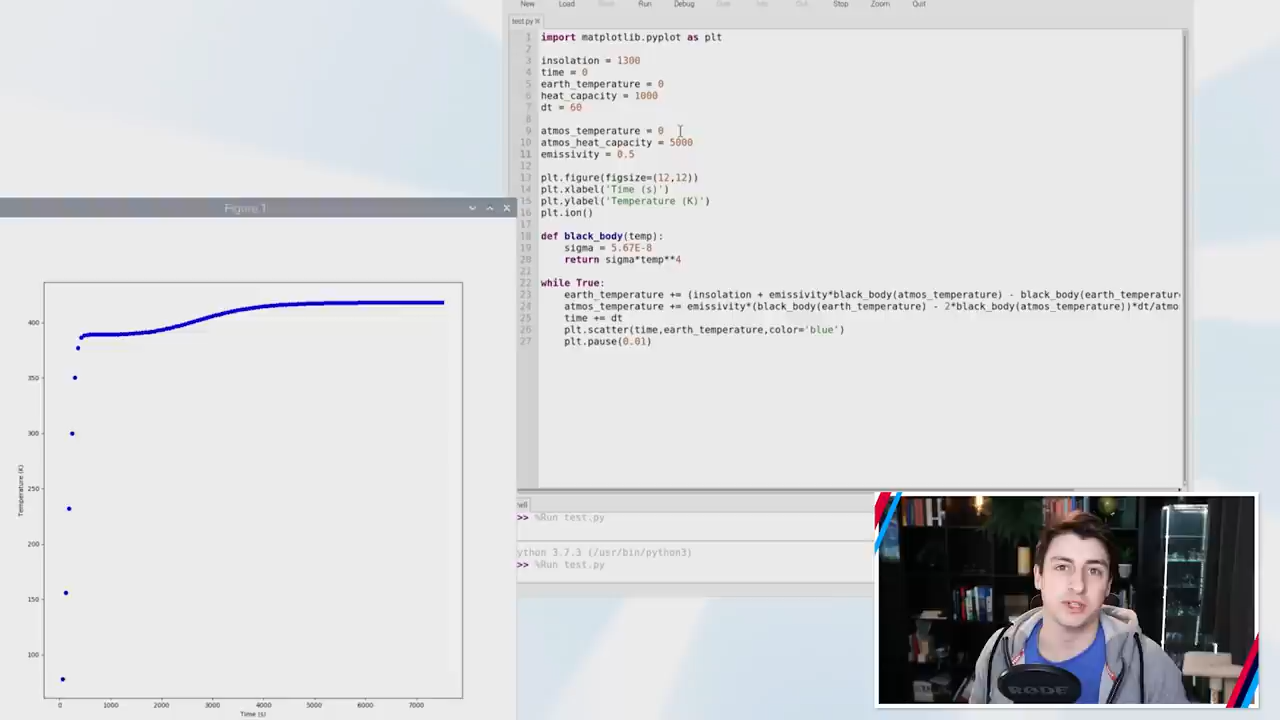 New Load Run Debug Stop Zoom Quit
test.py
1 import matplotlib.pyplot as plt
2
3 insolation = 1300
4 time = 0
5 earth_temperature = 0
6 heat_capacity = 1000
7 dt = 60
8
9 atmos_temperature = 0
10 atmos_heat_capacity = 5000
11 emissivity = 0.5
12
13 plt.figure(figsize=(12,12))
14 plt.xlabel('Time (s)')
15 plt.ylabel('Temperature (K)')
16 plt.ion()
17
18 def black_body(temp):
19 sigma = 5.67E-8
20 return sigma*temp**4
21
22 while True:
23 earth_temperature += (insolation + emissivity*black_body(atmos_temperature) - black_body(earth_temperatur
24 atmos_temperature += emissivity*(black_body(earth_temperature) - 2*black_body(atmos_temperature))*dt/atmo
25 time += dt
26 plt.scatter(time,earth_temperature,color='blue')
27 plt.pause(0.01)
Figure 1
400
350
300
250
200
150
100
Temperature (K)
0 1000 2000 3000 4000 5000 6000 7000
Time (s)
hell
>> %Run test.py
ython 3.7.3 (/usr/bin/python3)
>> %Run test.py
RØDE